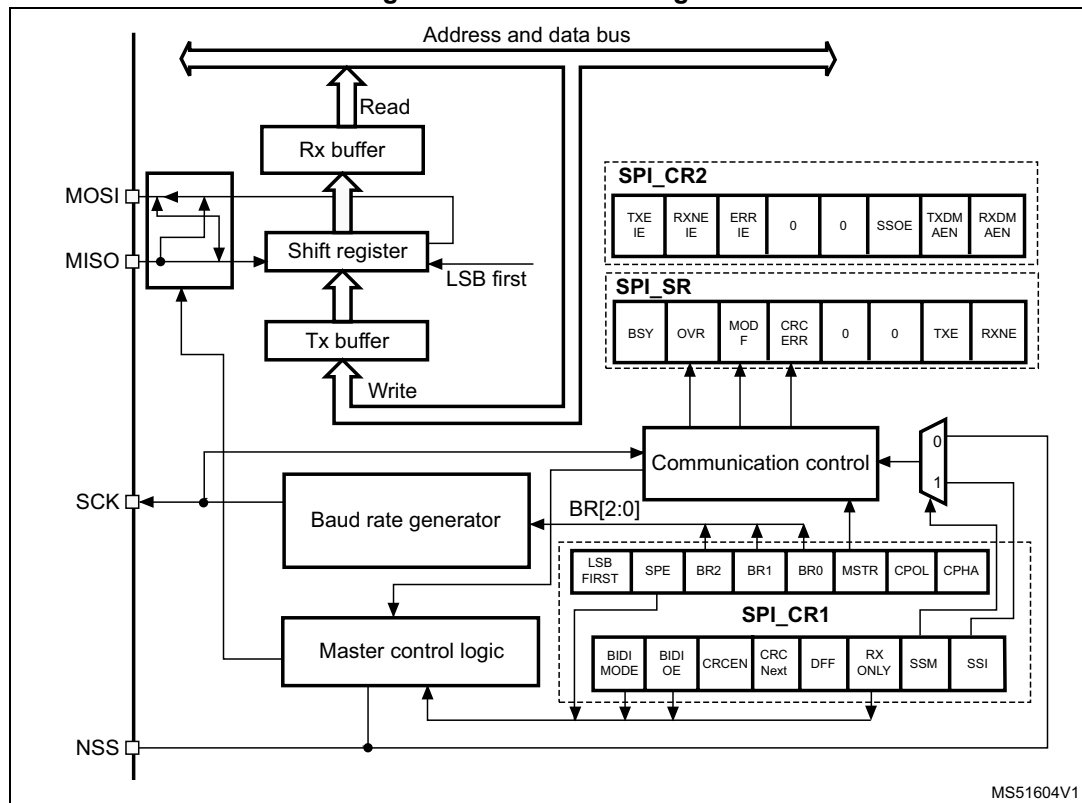 Address and data bus
Read
Rx buffer
MOSI
Shift register
MISO
LSB first
Tx buffer
Write
SPI_CR2
TXE
IE
RXNE
IE
ERR
IE
0
0
SSOE
TXDM
AEN
RXDM
AEN
SPI_SR
BSY
OVR
MOD
F
CRC
ERR
0
0
TXE
RXNE
Communication control
0
1
SCK
Baud rate generator
BR[2:0]
LSB
FIRST
SPE
BR2
BR1
BR0
MSTR
CPOL
CPHA
SPI_CR1
Master control logic
BIDI
MODE
BIDI
OE
CRCEN
CRC
Next
DFF
RX
ONLY
SSM
SSI
NSS
MS51604V1